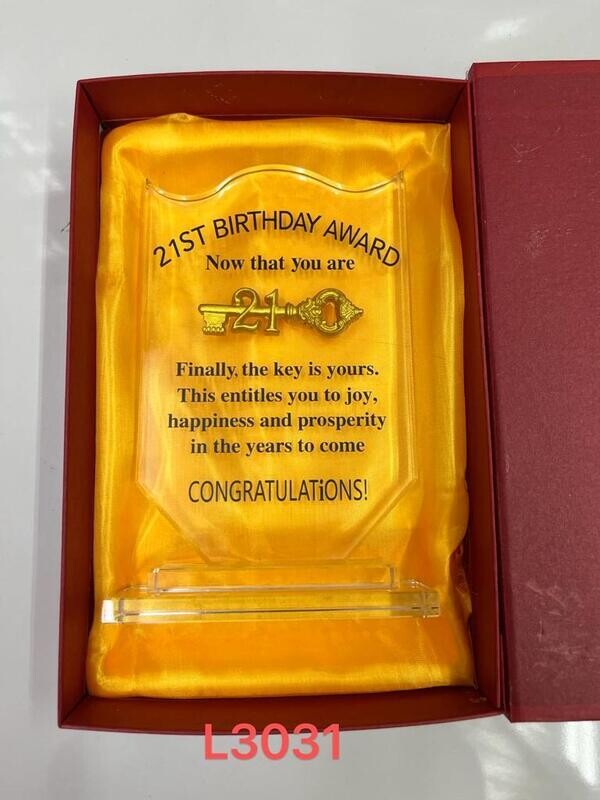 21ST BIRTHDAY AWARD
Now that you are
21
Finally, the key is yours.
This entitles you to joy,
happiness and prosperity
in the years to come
CONGRATULATiONS!
L3031